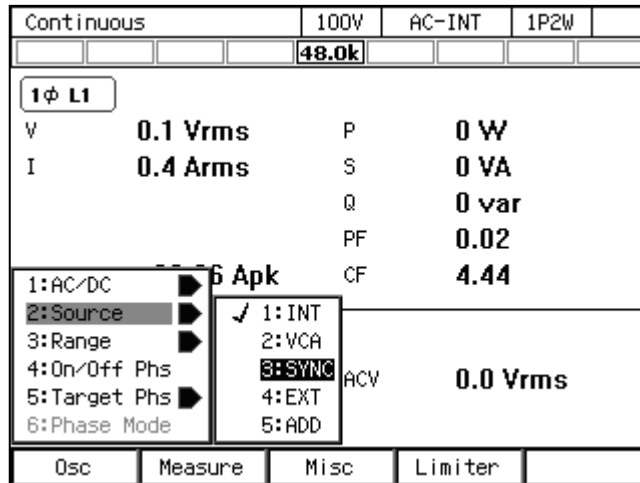 Continuous 100V AC-INT 1P2W
48.0k
1ϕ L1
V 0.1 Vrms P 0 W
I 0.4 Arms S 0 VA
Q 0 var
PF 0.02
6 Apk CF 4.44
1:AC/DC
2:Source ✓ 1:INT
3:Range 2:VCA
4:On/Off Phs 3:SYNC ACV 0.0 Vrms
5:Target Phs 4:EXT
6:Phase Mode 5:ADD
Osc Measure Misc Limiter